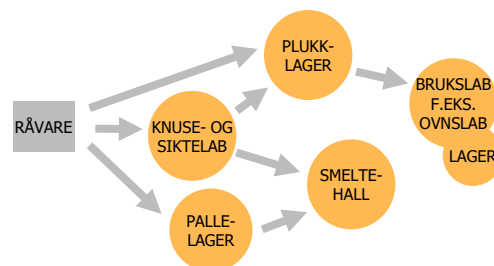 PLUKK-
LAGER
BRUKSLAB
F.EKS.
OVNSLAB
LAGER
RÅVARE
KNUSE- OG
SIKTELAB
SMELTE-
HALL
PALLE-
LAGER